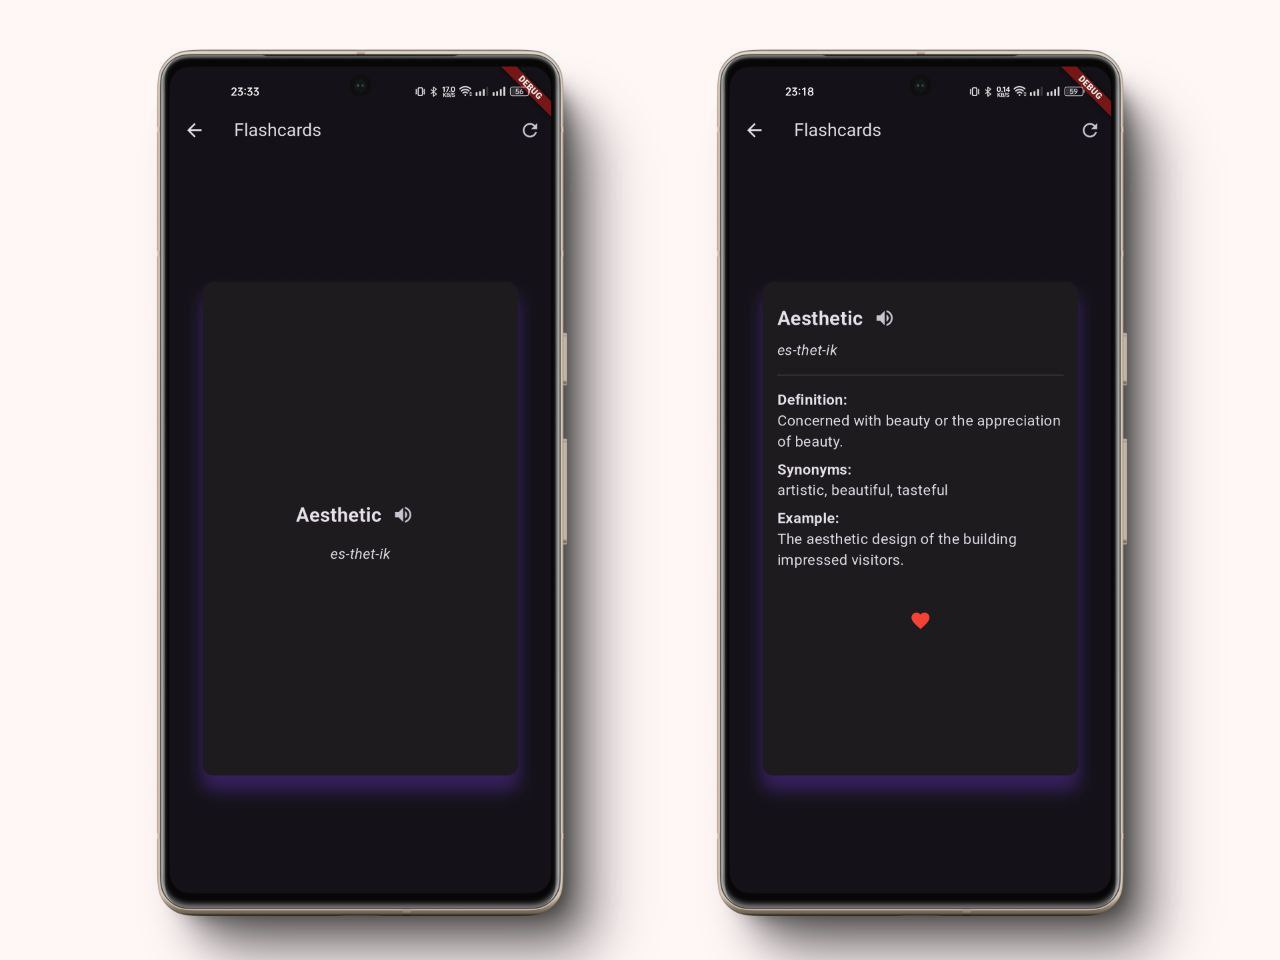 23:33
17.0
KB/S
56
DEBUG
Flashcards
Aesthetic
es-thet-ik
23:18
0.14
KB/S
59
DEBUG
Flashcards
Aesthetic
es-thet-ik
Definition:
Concerned with beauty or the appreciation
of beauty.
Synonyms:
artistic, beautiful, tasteful
Example:
The aesthetic design of the building
impressed visitors.